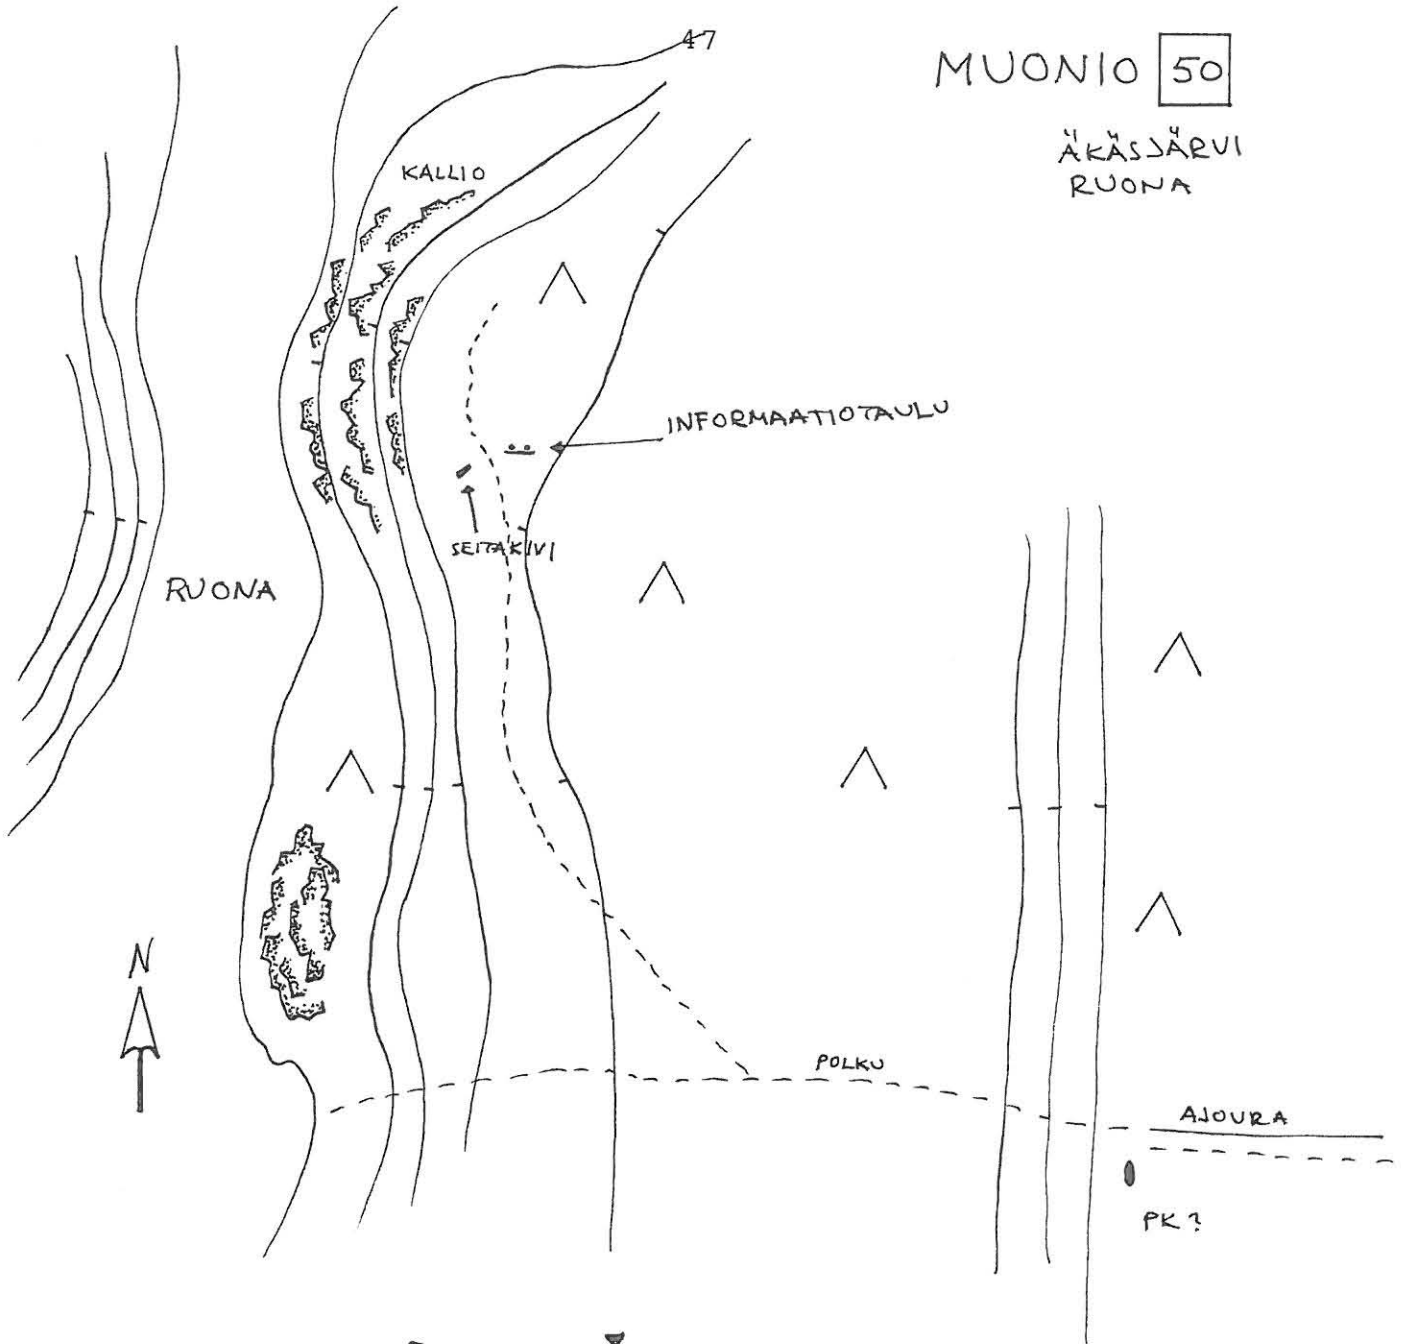 47
MUONIO 50
ÄKÄSJÄRVI
RUONA
KALLIO
INFORMAATIOTAULU
SEITAKIVI
RUONA
N
POLKU
AJOURA
PK?